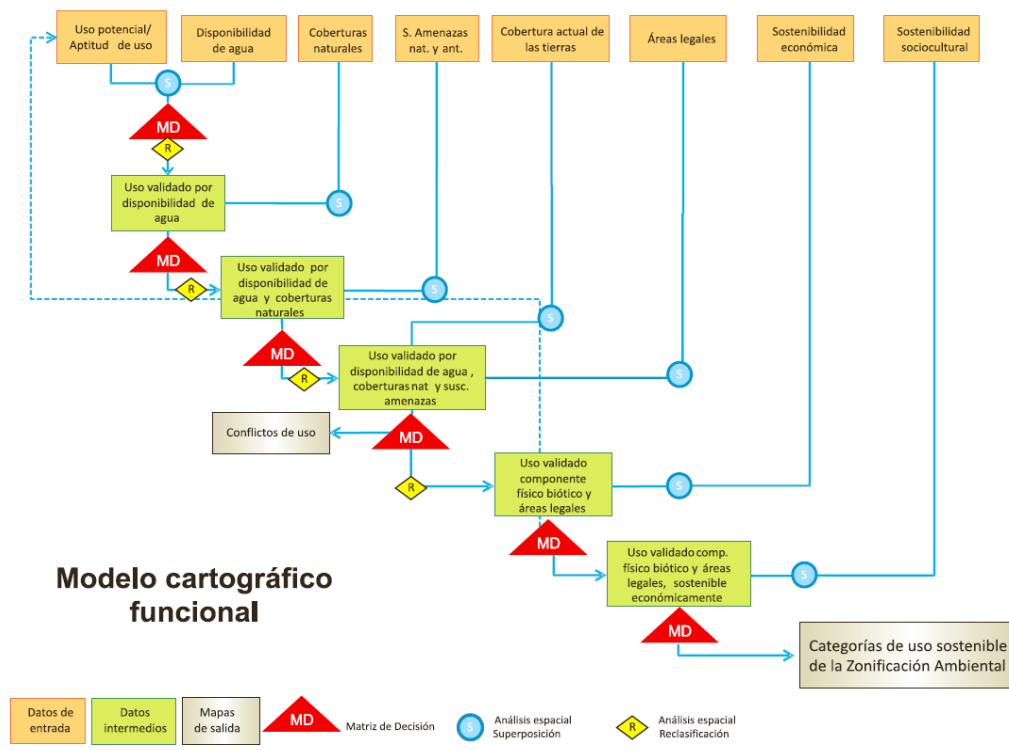 Uso potencial/
Aptitud de uso
Disponibilidad
de agua
Coberturas
naturales
S. Amenazas
nat. y ant.
Cobertura actual de
las tierras
Áreas legales
Sostenibilidad
económica
Sostenibilidad
sociocultural
S
MD
R
Uso validado por
disponibilidad de
agua
S
MD
R
Uso validado por
disponibilidad de
agua y coberturas
naturales
S
S
MD
R
Uso validado por
disponibilidad de agua ,
coberturas nat y susc.
amenazas
S
Conflictos de uso
MD
R
Uso validado
componente
físico biótico y
áreas legales
S
MD
Uso validado comp.
físico biótico y áreas
legales, sostenible
económicamente
S
MD
Categorías de uso sostenible
de la Zonificación Ambiental
Modelo cartográfico
funcional
Datos de
entrada
Datos
intermedios
Mapas
de salida
MD
Matriz de Decisión
S
Análisis espacial
Superposición
R
Análisis espacial
Reclasificación